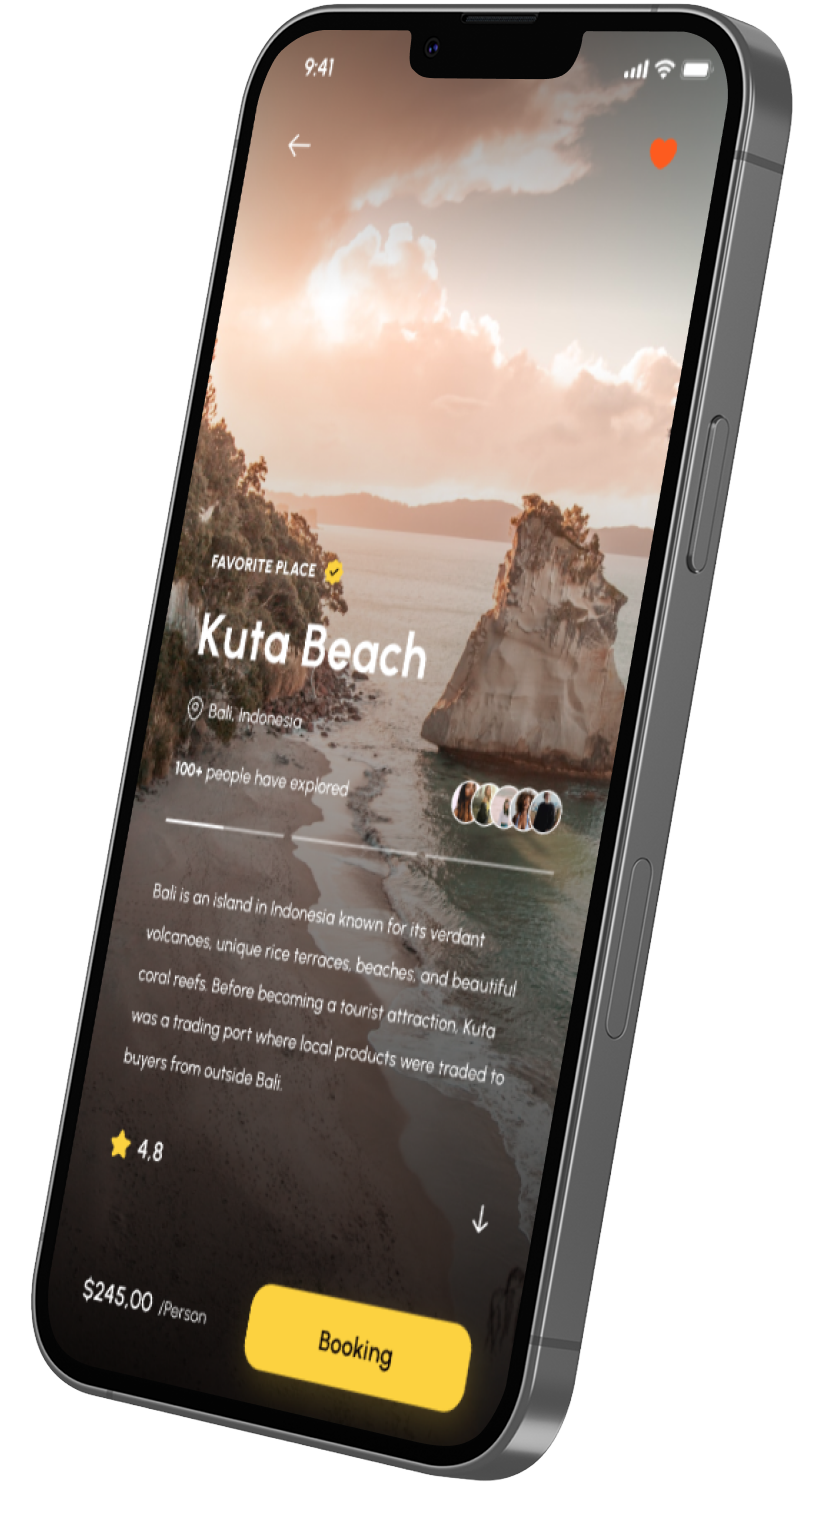 9:41
FAVORITE PLACE
Kuta Beach
Bali, Indonesia
100+ people have explored
Bali is an island in Indonesia known for its verdant
volcanoes, unique rice terraces, beaches, and beautiful
coral reefs. Before becoming a tourist attraction, Kuta
was a trading port where local products were traded to
buyers from outside Bali.
4,8
$245,00 /Person
Booking